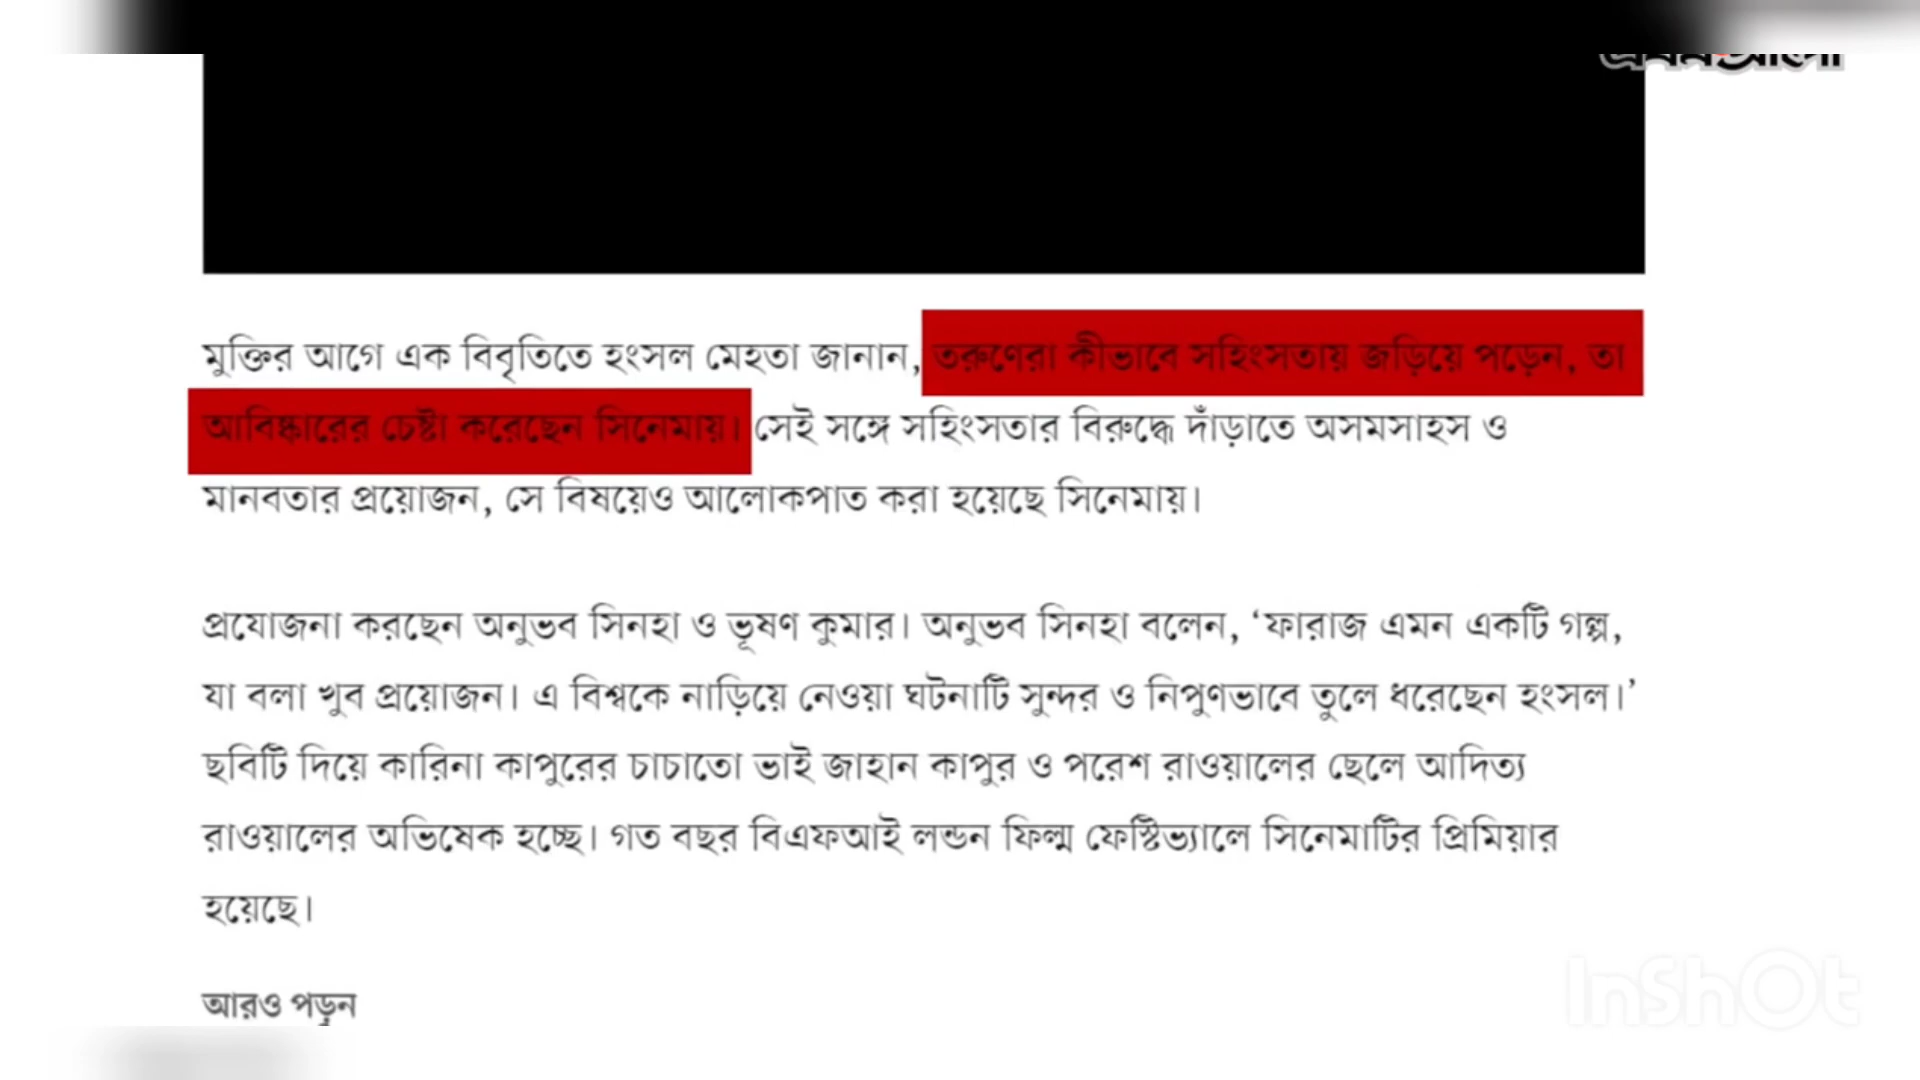 প্রথম আলো
মুক্তির আগে এক বিবৃতিতে হংসল মেহতা জানান, তরুণেরা কীভাবে সহিংসতায় জড়িয়ে পড়েন, তা
আবিষ্কারের চেষ্টা করেছেন সিনেমায়। সেই সঙ্গে সহিংসতার বিরুদ্ধে দাঁড়াতে অসমসাহস ও
মানবতার প্রয়োজন, সে বিষয়েও আলোকপাত করা হয়েছে সিনেমায়।
প্রযোজনা করছেন অনুভব সিনহা ও ভূষণ কুমার। অনুভব সিনহা বলেন, ‘ফারাজ এমন একটি গল্প,
যা বলা খুব প্রয়োজন। এ বিশ্বকে নাড়িয়ে নেওয়া ঘটনাটি সুন্দর ও নিপুণভাবে তুলে ধরেছেন হংসল।’
ছবিটি দিয়ে কারিনা কাপুরের চাচাতো ভাই জাহান কাপুর ও পরেশ রাওয়ালের ছেলে আদিত্য
রাওয়ালের অভিষেক হচ্ছে। গত বছর বিএফআই লন্ডন ফিল্ম ফেস্টিভ্যালে সিনেমাটির প্রিমিয়ার
হয়েছে।
আরও পড়ুন
InShOt